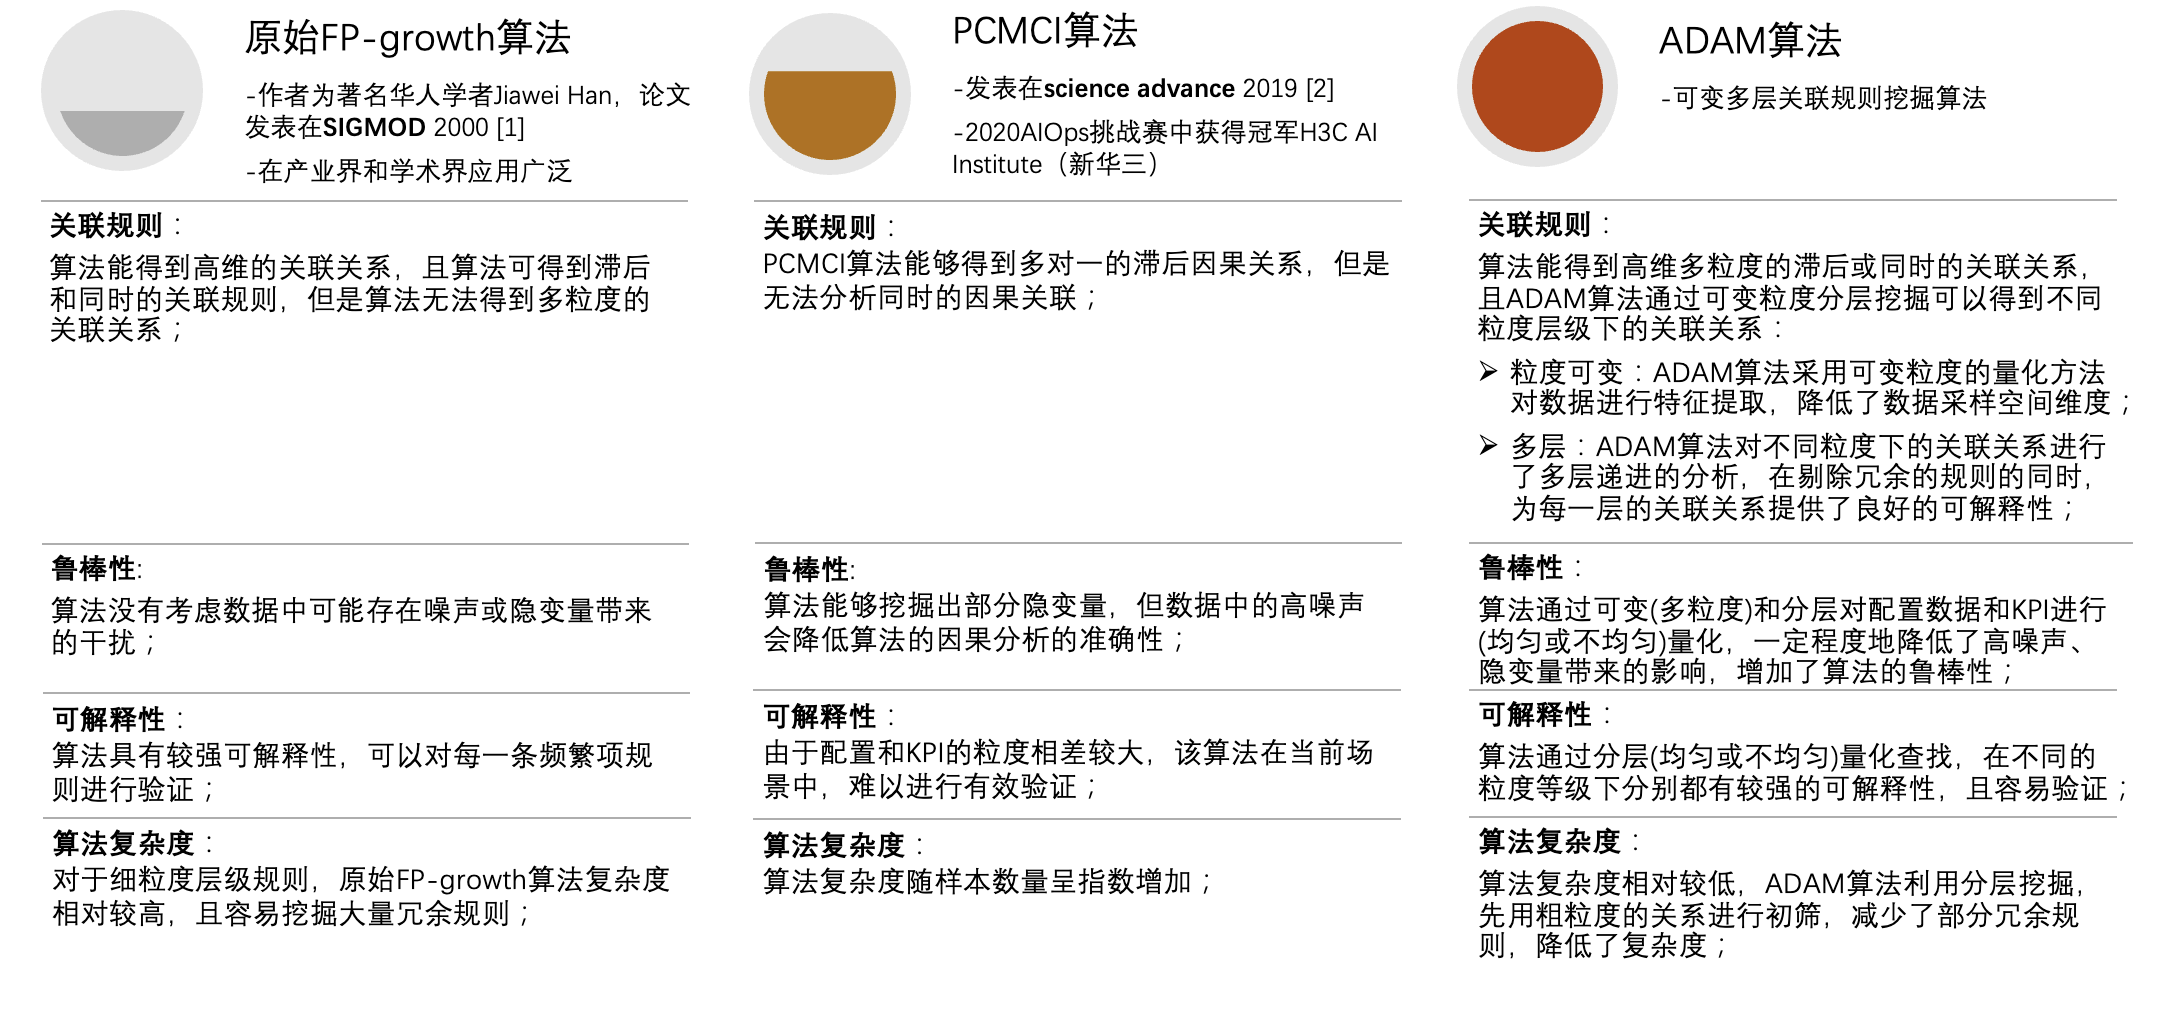 原始FP-growth算法
-作者为著名华人学者Jiawei Han，论文
发表在SIGMOD 2000 [1]
-在产业界和学术界应用广泛
关联规则：
算法能得到高维的关联关系，且算法可得到滞后
和同时的关联规则，但是算法无法得到多粒度的
关联关系；
鲁棒性:
算法没有考虑数据中可能存在噪声或隐变量带来
的干扰；
可解释性：
算法具有较强可解释性，可以对每一条频繁项规
则进行验证；
算法复杂度：
对于细粒度层级规则，原始FP-growth算法复杂度
相对较高，且容易挖掘大量冗余规则；
PCMCI算法
-发表在science advance 2019 [2]
-2020AIOps挑战赛中获得冠军H3C AI
Institute（新华三）
关联规则：
PCMCI算法能够得到多对一的滞后因果关系，但是
无法分析同时的因果关联；
鲁棒性:
算法能够挖掘出部分隐变量，但数据中的高噪声
会降低算法的因果分析的准确性；
可解释性：
由于配置和KPI的粒度相差较大，该算法在当前场
景中，难以进行有效验证；
算法复杂度：
算法复杂度随样本数量呈指数增加；
ADAM算法
-可变多层关联规则挖掘算法
关联规则：
算法能得到高维多粒度的滞后或同时的关联关系，
且ADAM算法通过可变粒度分层挖掘可以得到不同
粒度层级下的关联关系：
➢ 粒度可变：ADAM算法采用可变粒度的量化方法
对数据进行特征提取，降低了数据采样空间维度；
➢ 多层：ADAM算法对不同粒度下的关联关系进行
了多层递进的分析，在剔除冗余的规则的同时，
为每一层的关联关系提供了良好的可解释性；
鲁棒性：
算法通过可变(多粒度)和分层对配置数据和KPI进行
(均匀或不均匀)量化，一定程度地降低了高噪声、
隐变量带来的影响，增加了算法的鲁棒性；
可解释性：
算法通过分层(均匀或不均匀)量化查找，在不同的
粒度等级下分别都有较强的可解释性，且容易验证；
算法复杂度：
算法复杂度相对较低，ADAM算法利用分层挖掘，
先用粗粒度的关系进行初筛，减少了部分冗余规
则，降低了复杂度；